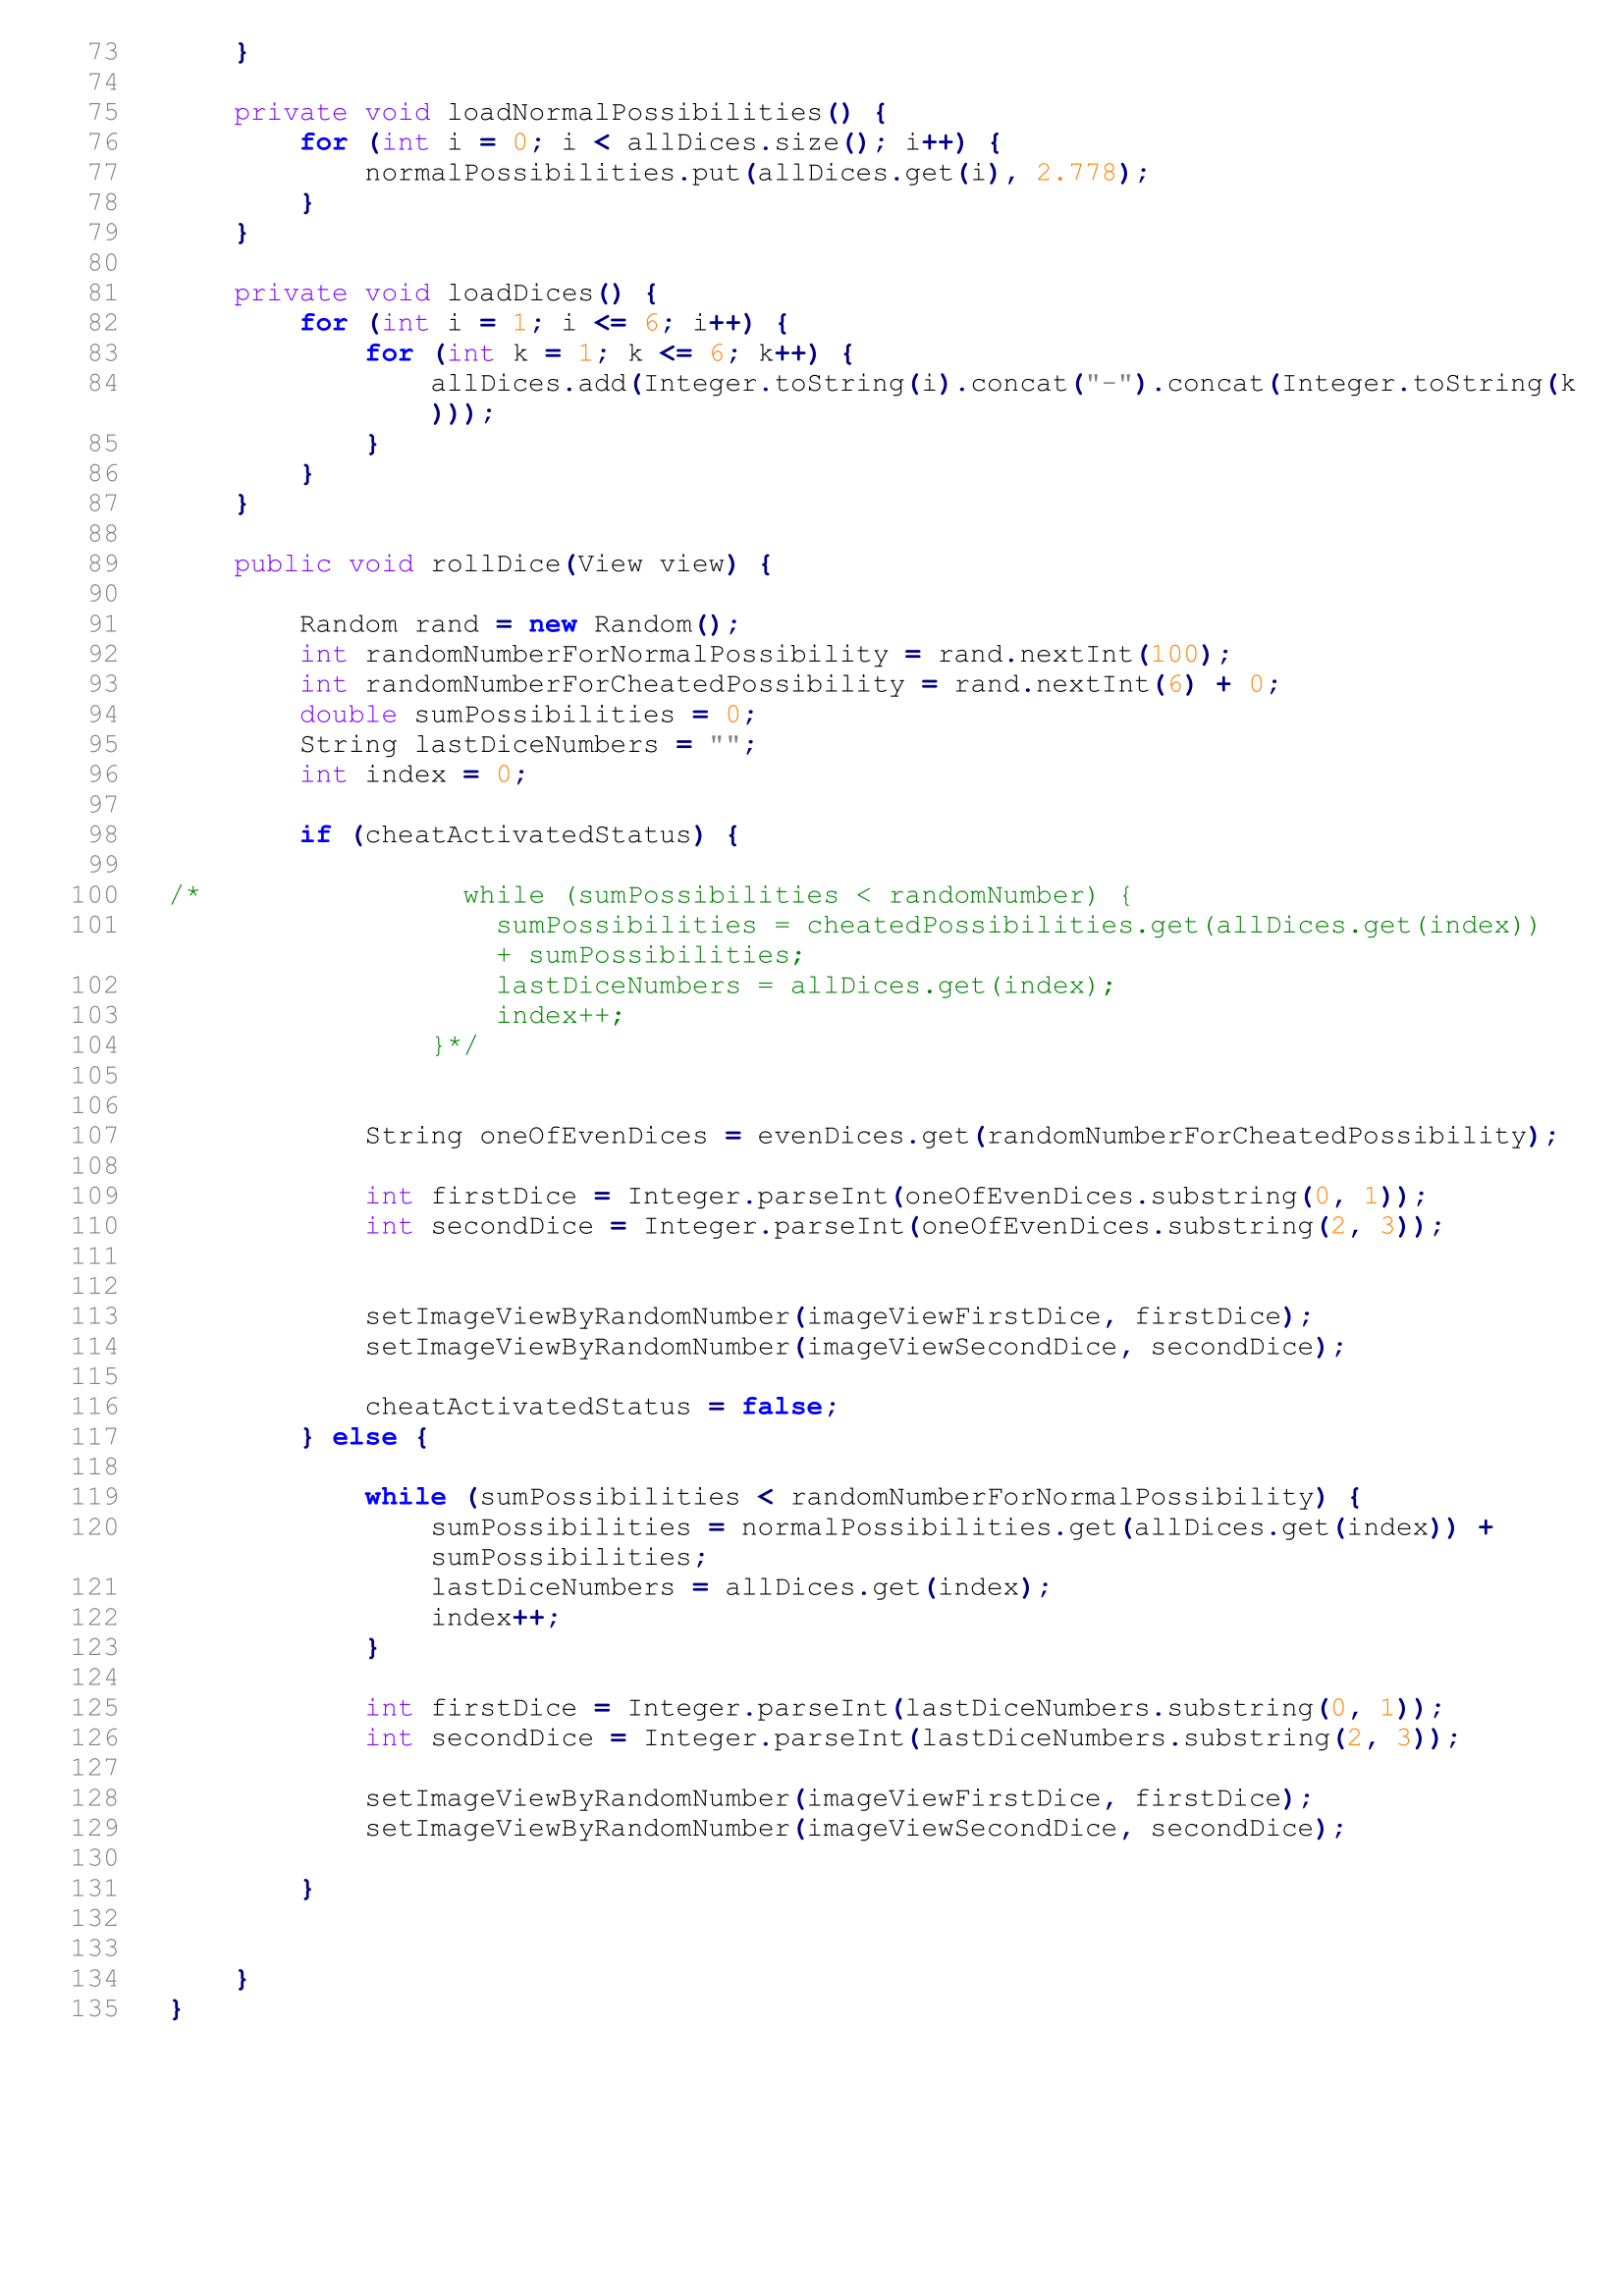 73 }
74
75 private void loadNormalPossibilities() {
76 for (int i = 0; i < allDices.size(); i++) {
77 normalPossibilities.put(allDices.get(i), 2.778);
78 }
79 }
80
81 private void loadDices() {
82 for (int i = 1; i <= 6; i++) {
83 for (int k = 1; k <= 6; k++) {
84 allDices.add(Integer.toString(i).concat("-").concat(Integer.toString(k
)));
85 }
86 }
87 }
88
89 public void rollDice(View view) {
90
91 Random rand = new Random();
92 int randomNumberForNormalPossibility = rand.nextInt(100);
93 int randomNumberForCheatedPossibility = rand.nextInt(6) + 0;
94 double sumPossibilities = 0;
95 String lastDiceNumbers = "";
96 int index = 0;
97
98 if (cheatActivatedStatus) {
99
100 /* while (sumPossibilities < randomNumber) {
101 sumPossibilities = cheatedPossibilities.get(allDices.get(index))
+ sumPossibilities;
102 lastDiceNumbers = allDices.get(index);
103 index++;
104 }*/
105
106
107 String oneOfEvenDices = evenDices.get(randomNumberForCheatedPossibility);
108
109 int firstDice = Integer.parseInt(oneOfEvenDices.substring(0, 1));
110 int secondDice = Integer.parseInt(oneOfEvenDices.substring(2, 3));
111
112
113 setImageViewByRandomNumber(imageViewFirstDice, firstDice);
114 setImageViewByRandomNumber(imageViewSecondDice, secondDice);
115
116 cheatActivatedStatus = false;
117 } else {
118
119 while (sumPossibilities < randomNumberForNormalPossibility) {
120 sumPossibilities = normalPossibilities.get(allDices.get(index)) +
sumPossibilities;
121 lastDiceNumbers = allDices.get(index);
122 index++;
123 }
124
125 int firstDice = Integer.parseInt(lastDiceNumbers.substring(0, 1));
126 int secondDice = Integer.parseInt(lastDiceNumbers.substring(2, 3));
127
128 setImageViewByRandomNumber(imageViewFirstDice, firstDice);
129 setImageViewByRandomNumber(imageViewSecondDice, secondDice);
130
131 }
132
133
134 }
135 }